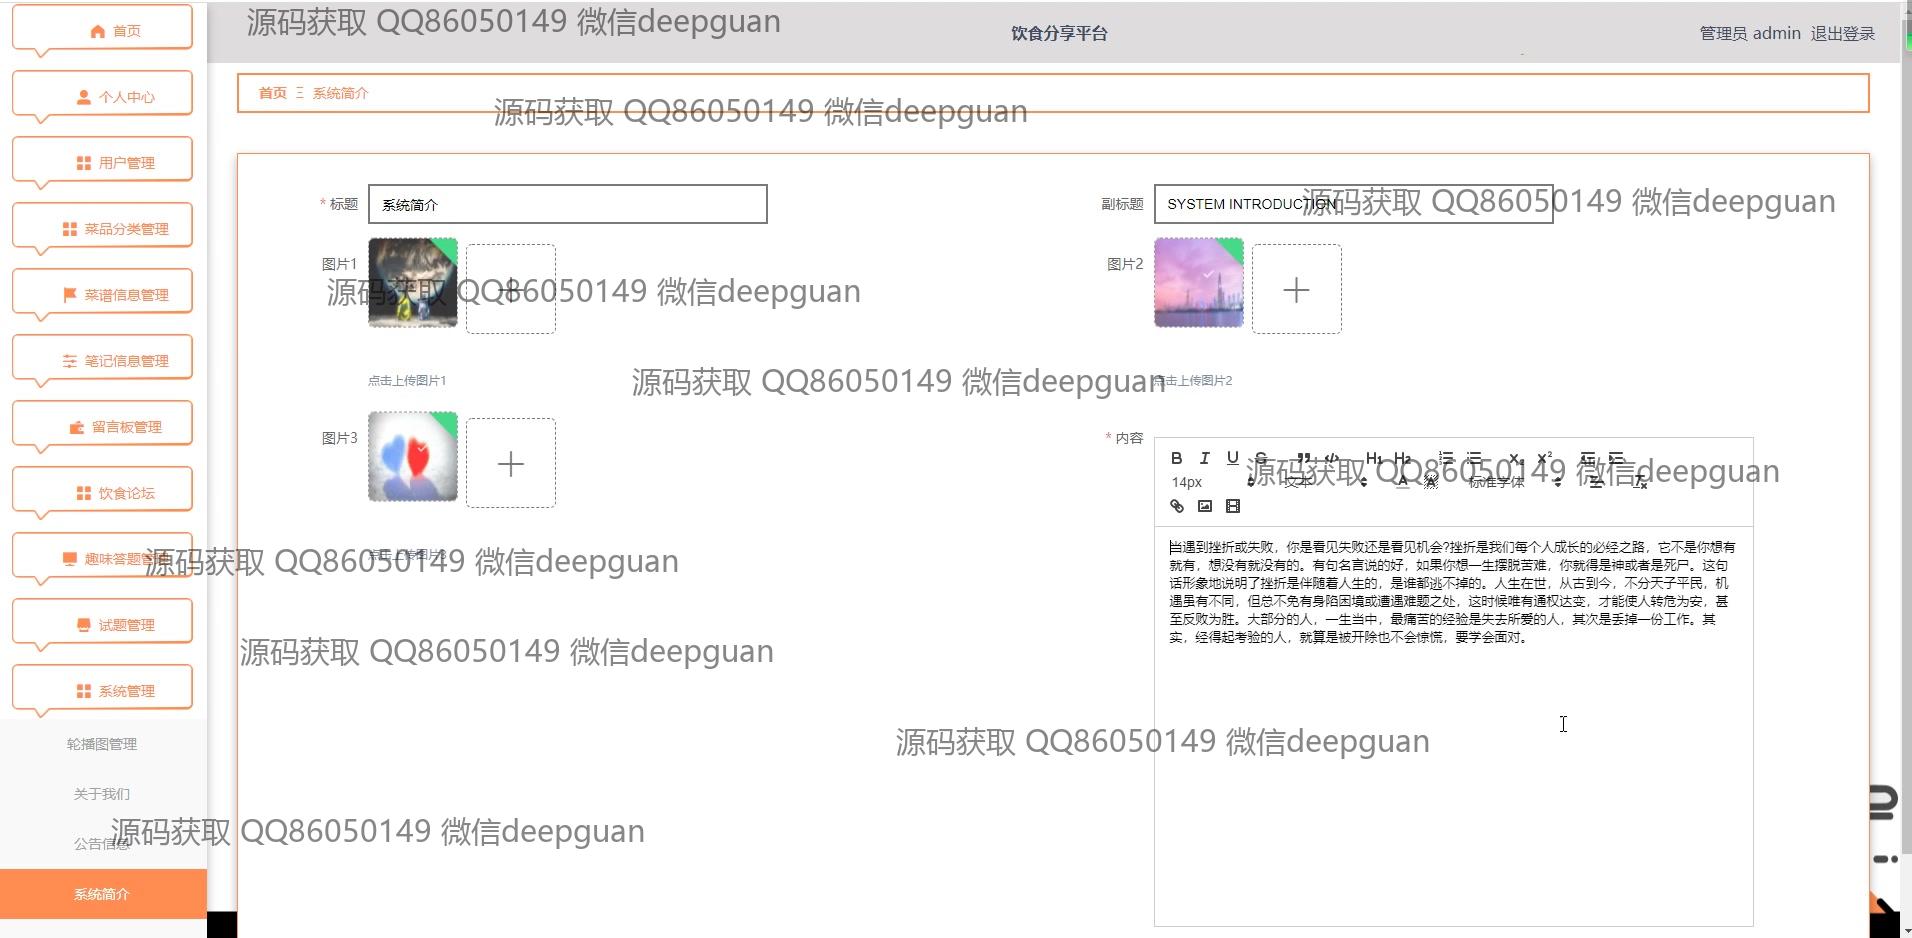 源码获取 QQ86050149 微信deepguan
首页
饮食分享平台
管理员 admin 退出登录
个人中心
首页 Ξ 系统简介
源码获取 QQ86050149 微信deepguan
用户管理
* 标题 系统简介
副标题 SYSTEM INTRODUCTION
源码获取 QQ86050149 微信deepguan
菜品分类管理
图片1
图片2
菜谱信息管理
源码获取 QQ86050149 微信deepguan
笔记信息管理
点击上传图片1
源码获取 QQ86050149 微信deepguan
点击上传图片2
留言板管理
图片3
* 内容
B I U S ” </> H1 H2 X₂ X²
源码获取 QQ86050149 微信deepguan
14px 文本 A A 标准字体
饮食论坛
当遇到挫折或失败，你是看见失败还是看见机会?挫折是我们每个人成长的必经之路，它不是你想有
就有，想没有就没有的。有句名言说的好，如果你想一生摆脱苦难，你就得是神或者是死尸。这句
话形象地说明了挫折是伴随着人生的，是谁都逃不掉的。人生在世，从古到今，不分天子平民，机
遇虽有不同，但总不免有身陷困境或遭遇难题之处，这时候唯有通权达变，才能使人转危为安，甚
至反败为胜。大部分的人，一生当中，最痛苦的经验是失去所爱的人，其次是丢掉一份工作。其
实，经得起考验的人，就算是被开除也不会惊慌，要学会面对。
趣味答题管理
点击上传图片3
源码获取 QQ86050149 微信deepguan
试题管理
源码获取 QQ86050149 微信deepguan
系统管理
轮播图管理
源码获取 QQ86050149 微信deepguan
关于我们
公告信息
源码获取 QQ86050149 微信deepguan
系统简介